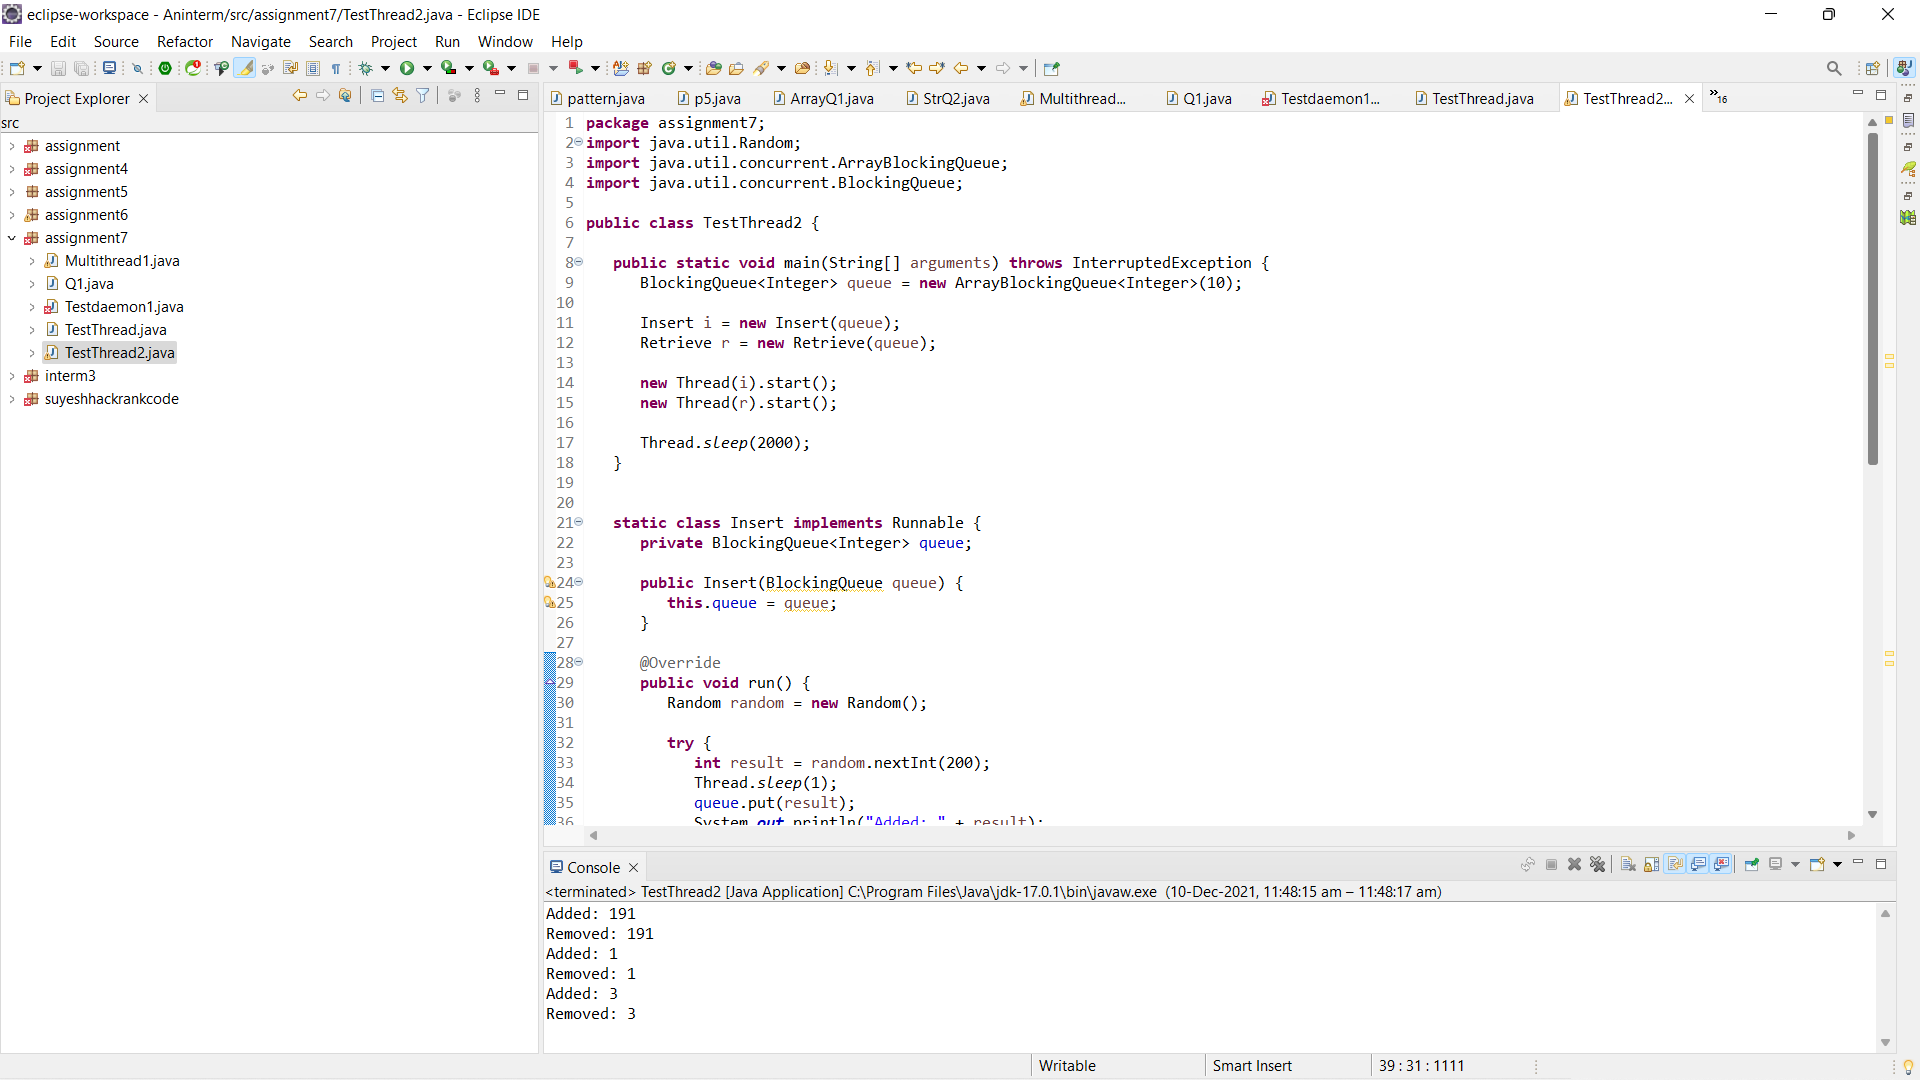 eclipse-workspace - Aninterm/src/assignment7/TestThread2.java - Eclipse IDE
File Edit Source Refactor Navigate Search Project Run Window Help
Project Explorer
src
assignment
assignment4
assignment5
assignment6
assignment7
Multithread1.java
Q1.java
Testdaemon1.java
TestThread.java
TestThread2.java
interm3
suyeshhackrankcode
pattern.java p5.java ArrayQ1.java StrQ2.java Multithread... Q1.java Testdaemon1... TestThread.java TestThread2... »16
1 package assignment7;
2 import java.util.Random;
3 import java.util.concurrent.ArrayBlockingQueue;
4 import java.util.concurrent.BlockingQueue;
5
6 public class TestThread2 {
7
8 public static void main(String[] arguments) throws InterruptedException {
9 BlockingQueue<Integer> queue = new ArrayBlockingQueue<Integer>(10);
10
11 Insert i = new Insert(queue);
12 Retrieve r = new Retrieve(queue);
13
14 new Thread(i).start();
15 new Thread(r).start();
16
17 Thread.sleep(2000);
18 }
19
20
21 static class Insert implements Runnable {
22 private BlockingQueue<Integer> queue;
23
24 public Insert(BlockingQueue queue) {
25 this.queue = queue;
26 }
27
28 @Override
29 public void run() {
30 Random random = new Random();
31
32 try {
33 int result = random.nextInt(200);
34 Thread.sleep(1);
35 queue.put(result);
36 System.out.println("Added: " + result);
Console
<terminated> TestThread2 [Java Application] C:\Program Files\Java\jdk-17.0.1\bin\javaw.exe (10-Dec-2021, 11:48:15 am – 11:48:17 am)
Added: 191
Removed: 191
Added: 1
Removed: 1
Added: 3
Removed: 3
Writable Smart Insert 39 : 31 : 1111